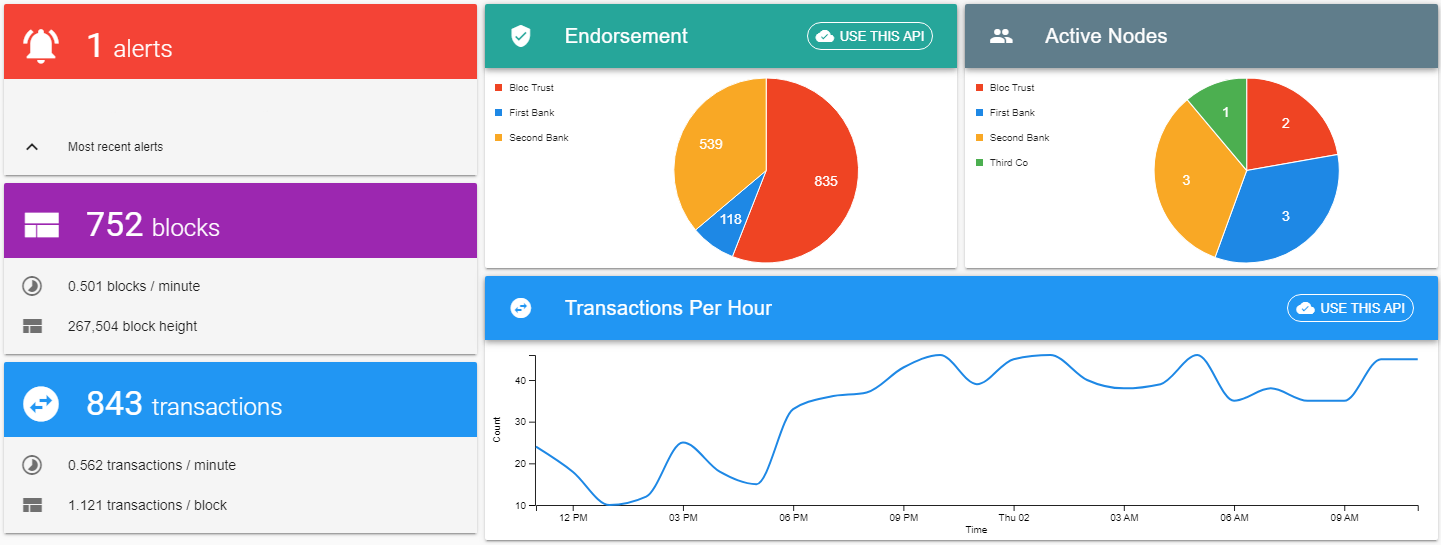 1 alerts
Most recent alerts
752 blocks
0.501 blocks / minute
267,504 block height
843 transactions
0.562 transactions / minute
1.121 transactions / block
Endorsement
USE THIS API
Bloc Trust
First Bank
Second Bank
539
835
118
Active Nodes
Bloc Trust
First Bank
Second Bank
Third Co
1
2
3
3
Transactions Per Hour
USE THIS API
Count
40
30
20
10
12 PM 03 PM 06 PM 09 PM Thu 02 03 AM 06 AM 09 AM
Time